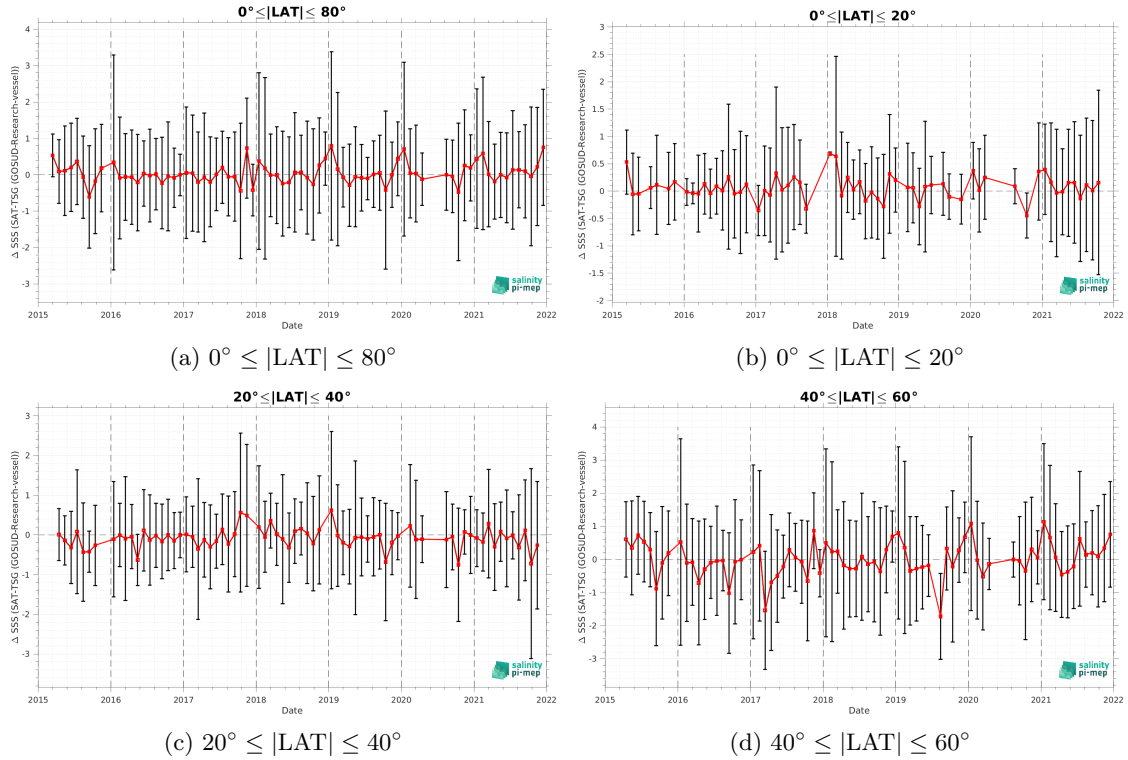 0°≤|LAT|≤ 80°
Δ SSS (SAT-TSG (GOSUD-Research-vessel))
4
3
2
1
0
-1
-2
-3
2015 2016 2017 2018 2019 2020 2021 2022
Date
salinity
pi-mep
(a) 0° ≤ |LAT| ≤ 80°
0°≤|LAT|≤ 20°
Δ SSS (SAT-TSG (GOSUD-Research-vessel))
3
2.5
2
1.5
1
0.5
0
-0.5
-1
-1.5
-2
2015 2016 2017 2018 2019 2020 2021 2022
Date
salinity
pi-mep
(b) 0° ≤ |LAT| ≤ 20°
20°≤|LAT|≤ 40°
Δ SSS (SAT-TSG (GOSUD-Research-vessel))
3
2
1
0
-1
-2
-3
2015 2016 2017 2018 2019 2020 2021 2022
Date
salinity
pi-mep
(c) 20° ≤ |LAT| ≤ 40°
40°≤|LAT|≤ 60°
Δ SSS (SAT-TSG (GOSUD-Research-vessel))
4
3
2
1
0
-1
-2
-3
2015 2016 2017 2018 2019 2020 2021 2022
Date
salinity
pi-mep
(d) 40° ≤ |LAT| ≤ 60°